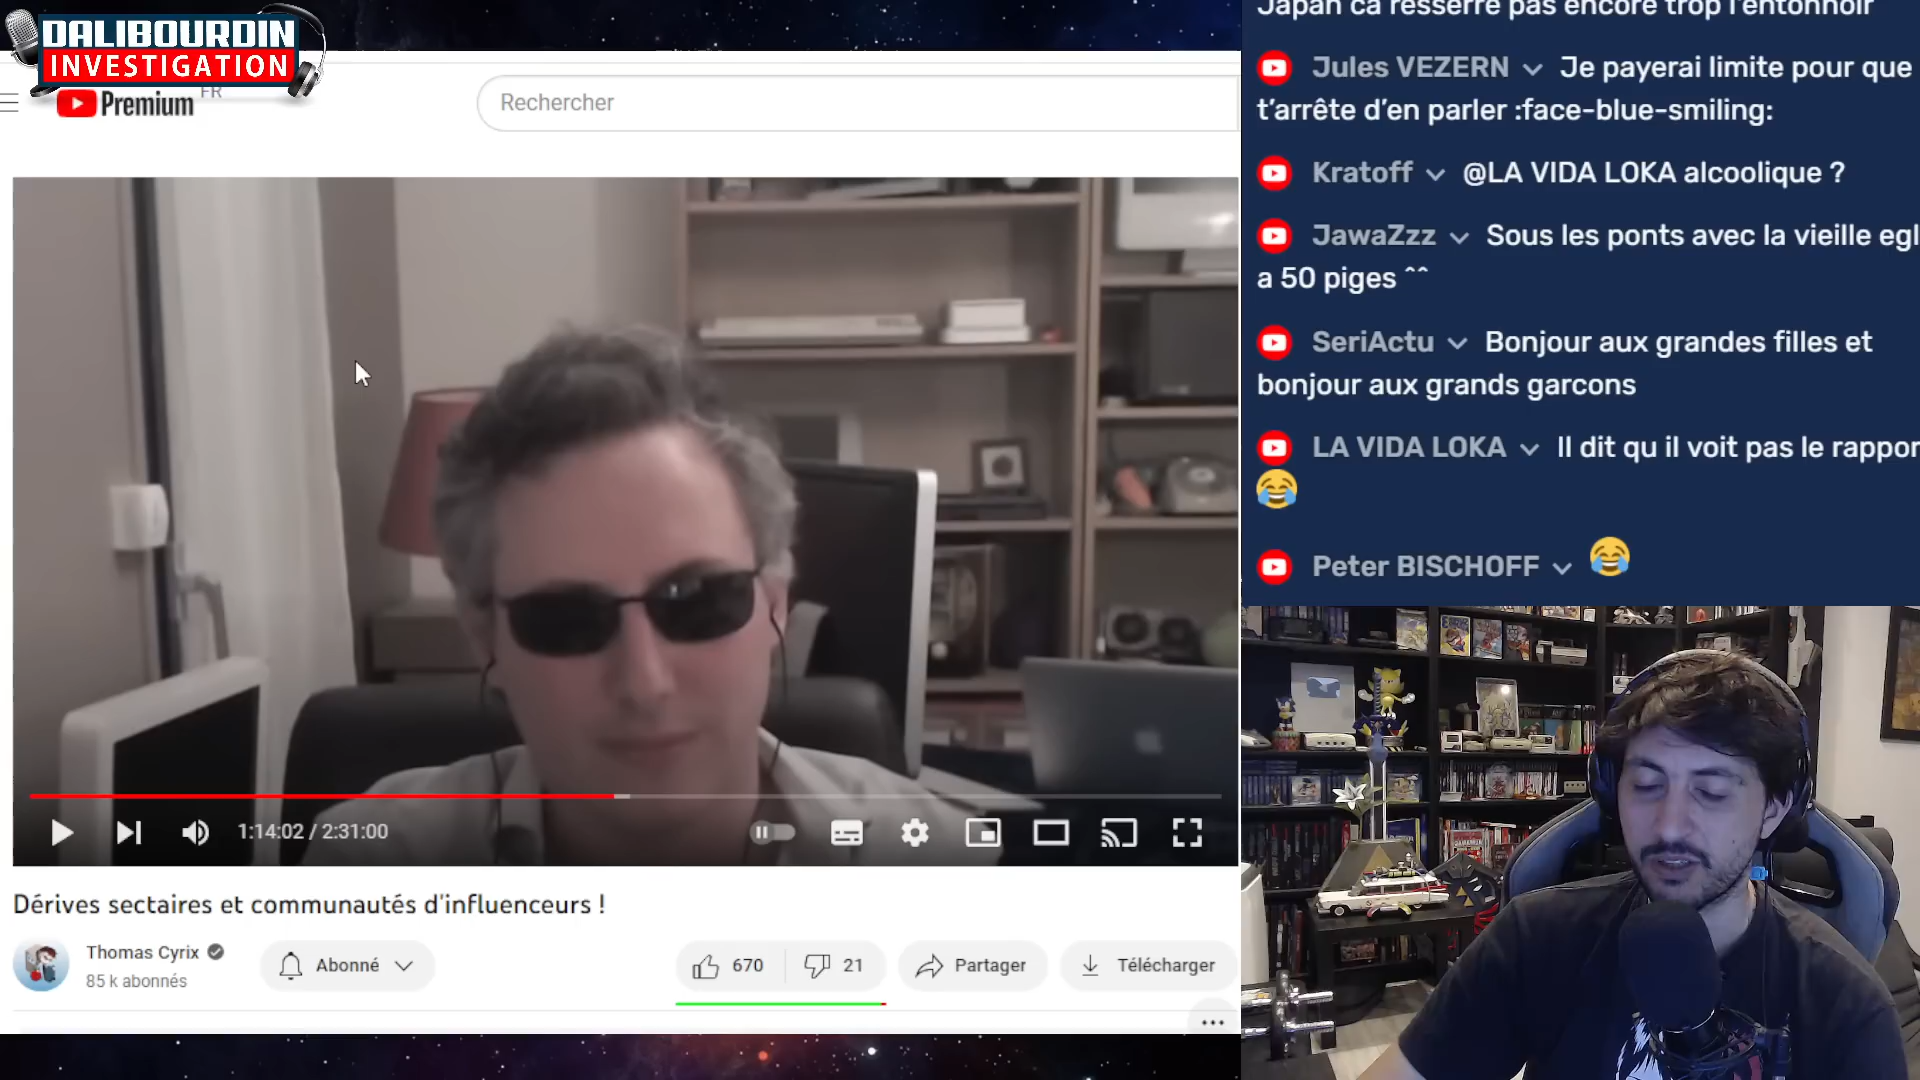 DALIBOURDIN
INVESTIGATION
Premium
FR
Rechercher
1:14:02 / 2:31:00
Dérives sectaires et communautés d'influenceurs !
Thomas Cyrix
85 k abonnés
Abonné
670
21
Partager
Télécharger
Japan ca resserre pas encore trop l'entonnoir
Jules VEZERN Je payerai limite pour que
t'arrête d'en parler :face-blue-smiling:
Kratoff @LA VIDA LOKA alcoolique ?
JawaZzz Sous les ponts avec la vieille egl
a 50 piges ^^
SeriActu Bonjour aux grandes filles et
bonjour aux grands garcons
LA VIDA LOKA Il dit qu il voit pas le rappor
😂
Peter BISCHOFF 😂